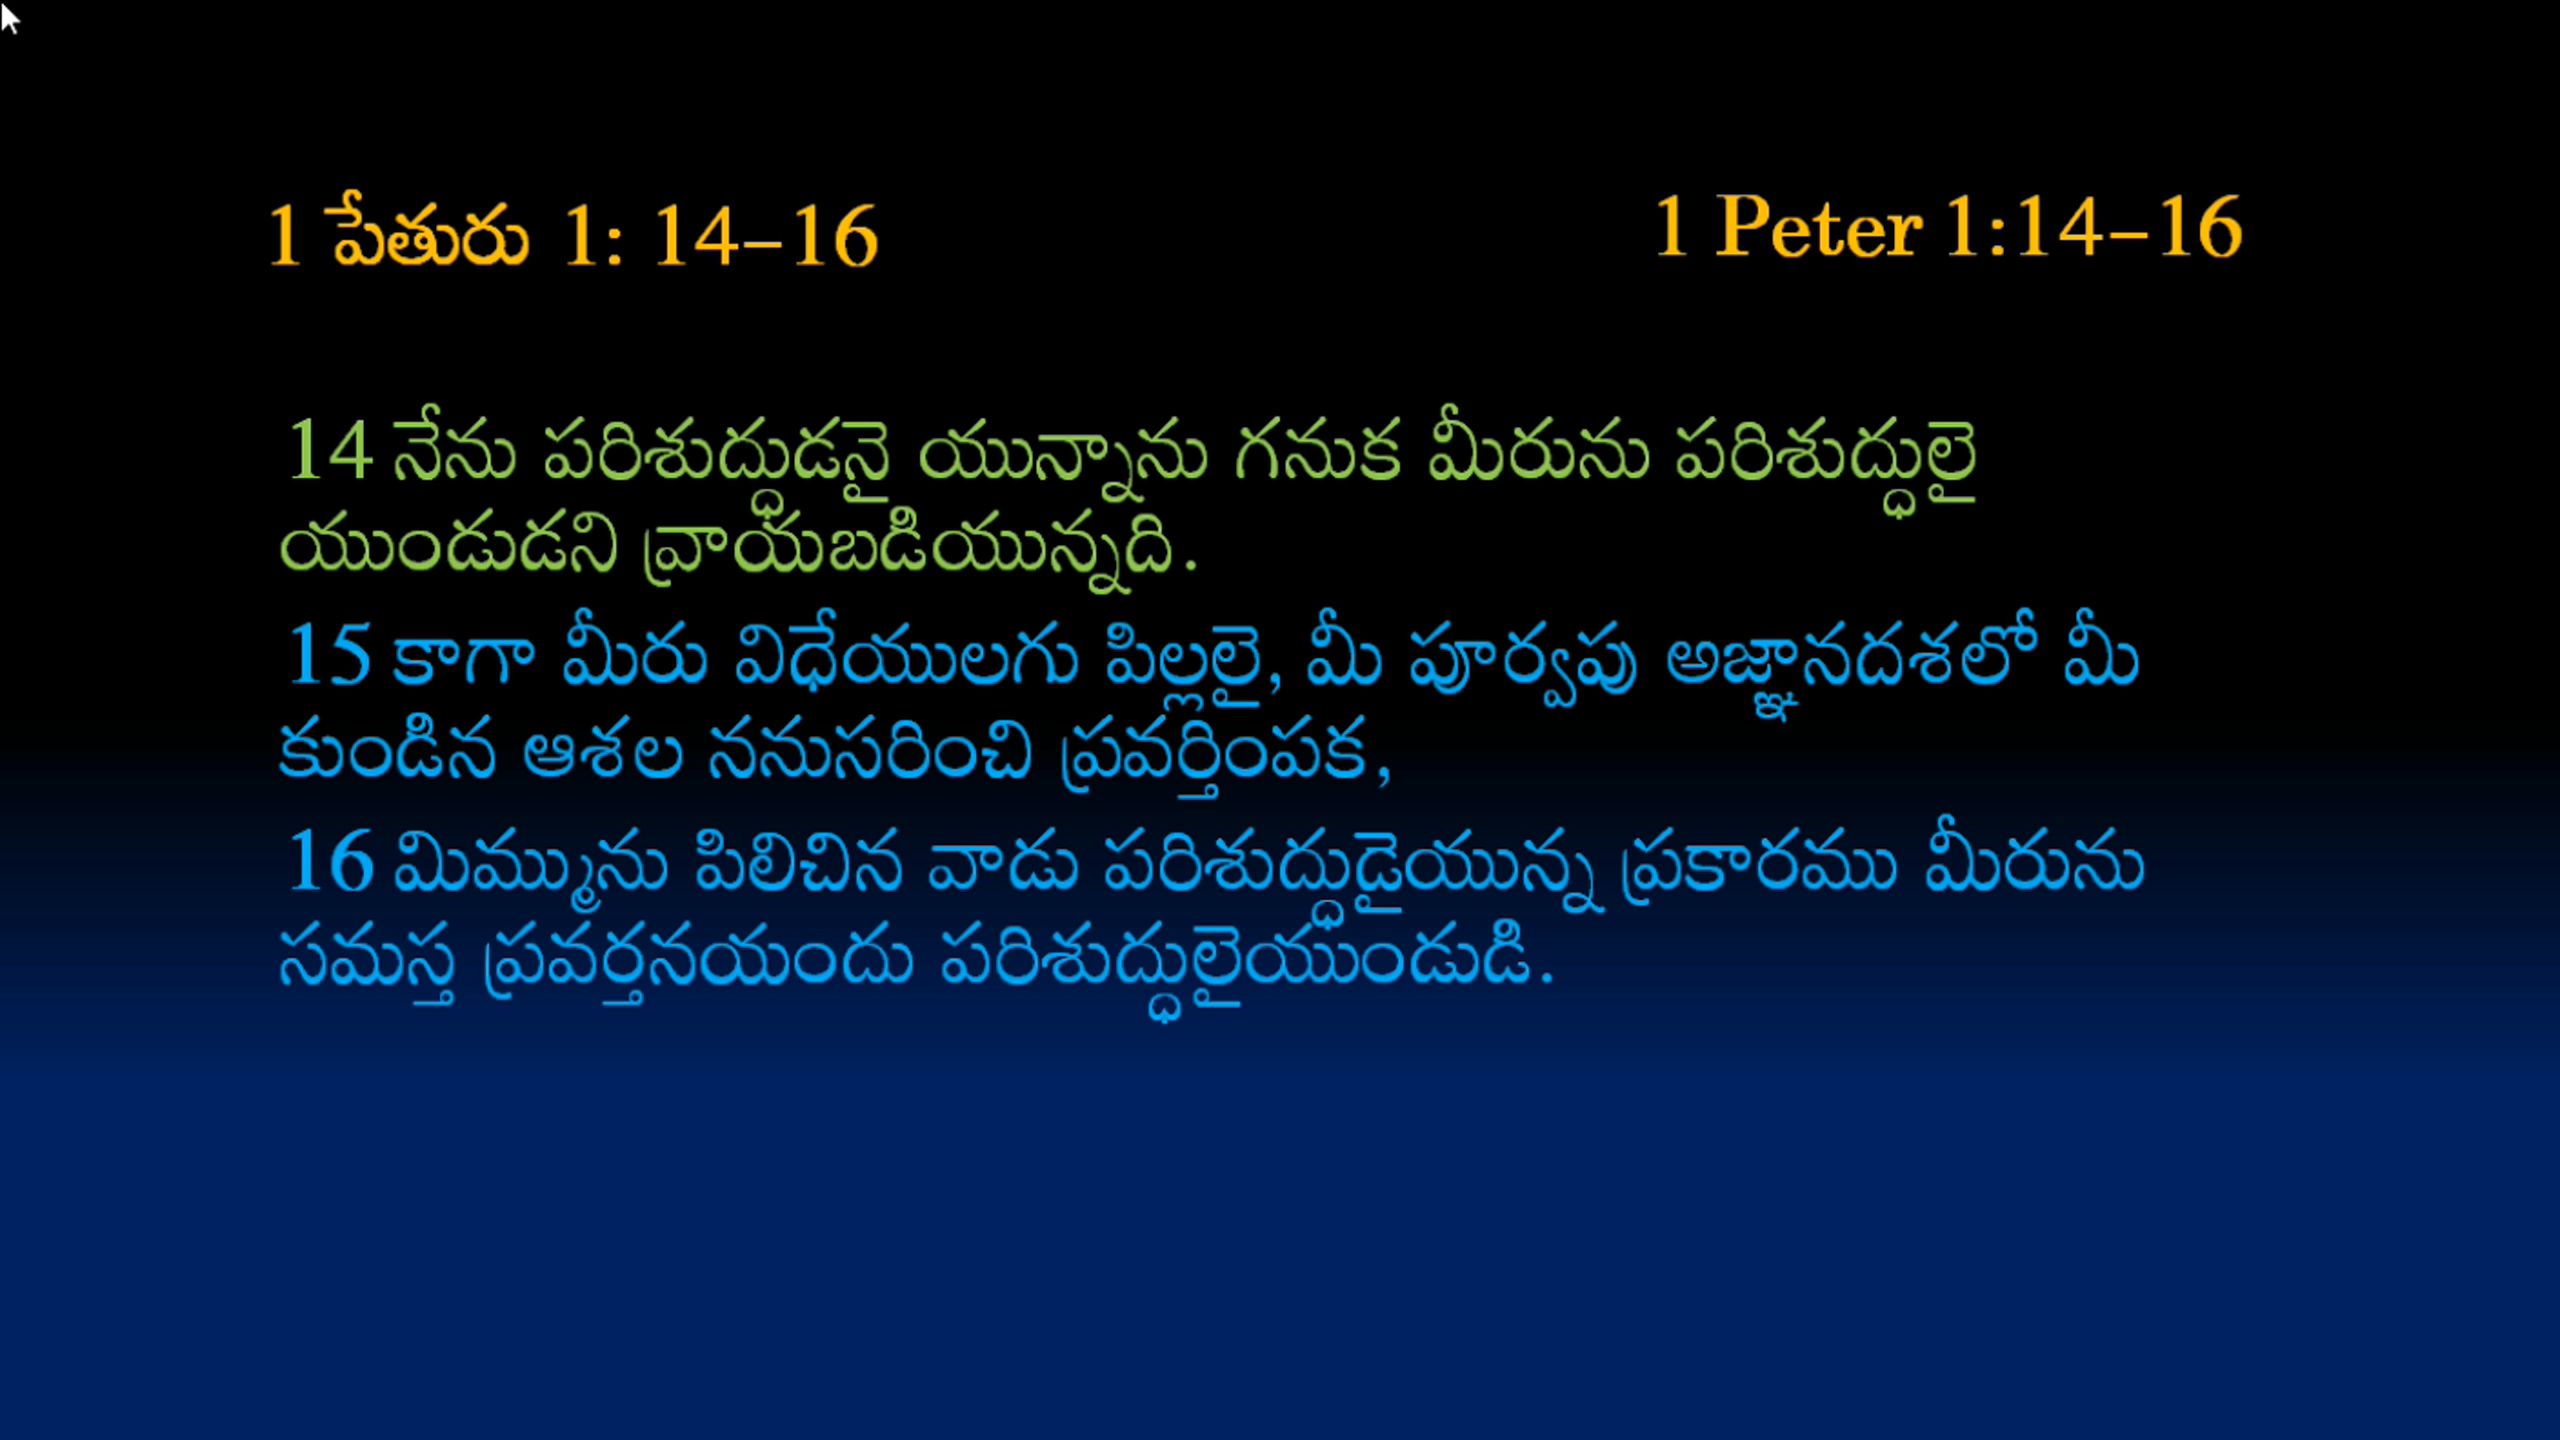 1 పేతురు 1: 14-16
1 Peter 1:14-16
14 నేను పరిశుద్ధుడనై యున్నాను గనుక మీరును పరిశుద్ధులై
యుండుడని వ్రాయబడియున్నది.
15 కాగా మీరు విధేయులగు పిల్లలై, మీ పూర్వపు అజ్ఞానదశలో మీ
కుండిన ఆశల ననుసరించి ప్రవర్తింపక,
16 మిమ్మును పిలిచిన వాడు పరిశుద్ధుడైయున్న ప్రకారము మీరును
సమస్త ప్రవర్తనయందు పరిశుద్ధులైయుండుడి.